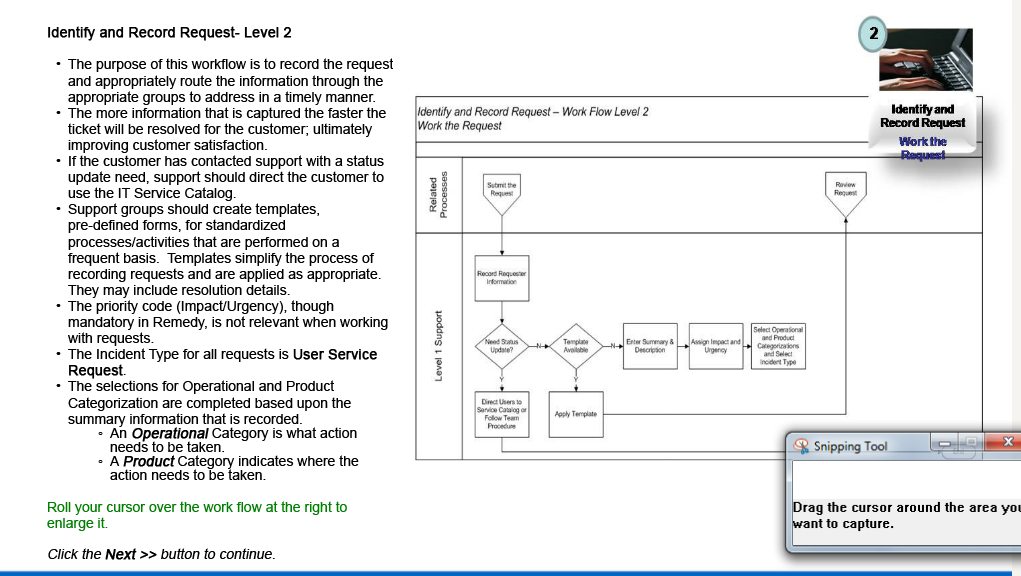 Identify and Record Request- Level 2
• The purpose of this workflow is to record the request
and appropriately route the information through the
appropriate groups to address in a timely manner.
• The more information that is captured the faster the
ticket will be resolved for the customer; ultimately
improving customer satisfaction.
• If the customer has contacted support with a status
update need, support should direct the customer to
use the IT Service Catalog.
• Support groups should create templates,
pre-defined forms, for standardized
processes/activities that are performed on a
frequent basis.  Templates simplify the process of
recording requests and are applied as appropriate.
They may include resolution details.
• The priority code (Impact/Urgency), though
mandatory in Remedy, is not relevant when working
with requests.
• The Incident Type for all requests is User Service
Request.
• The selections for Operational and Product
Categorization are completed based upon the
summary information that is recorded.
◦ An Operational Category is what action
needs to be taken.
◦ A Product Category indicates where the
action needs to be taken.
Roll your cursor over the work flow at the right to
enlarge it.
Click the Next >> button to continue.
2
Identify and
Record Request
Work the
Request
Identify and Record Request – Work Flow Level 2
Work the Request
Related
Processes
Submit the
Request
Review
Request
Level 1 Support
Record Requester
Information
Need Status
Update?
N
Template
Available
N
Enter Summary &
Description
Assign Impact and
Urgency
Select Operational
and Product
Categorizations
and Select
Incident Type
Y
Y
Direct Users to
Service Catalog or
Follow Team
Procedure
Apply Template
Snipping Tool
Drag the cursor around the area you
want to capture.